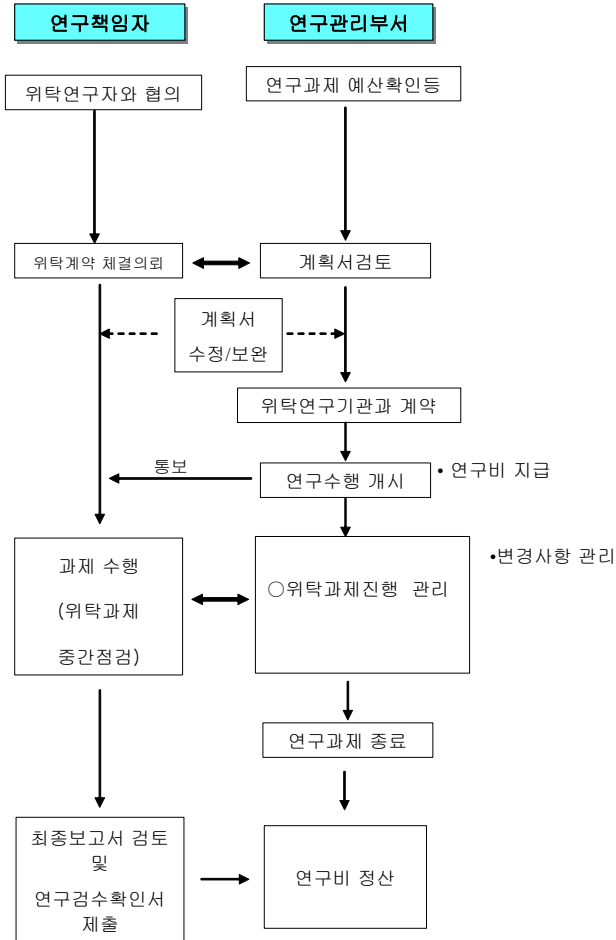 연구책임자
연구관리부서
위탁연구자와 협의
연구과제 예산확인등
위탁계약 체결의뢰
계획서검토
계획서
수정/보완
위탁연구기관과 계약
통보
연구수행 개시
• 연구비 지급
과제 수행
(위탁과제
중간점검)
○위탁과제진행 관리
•변경사항 관리
연구과제 종료
최종보고서 검토
및
연구검수확인서
제출
연구비 정산